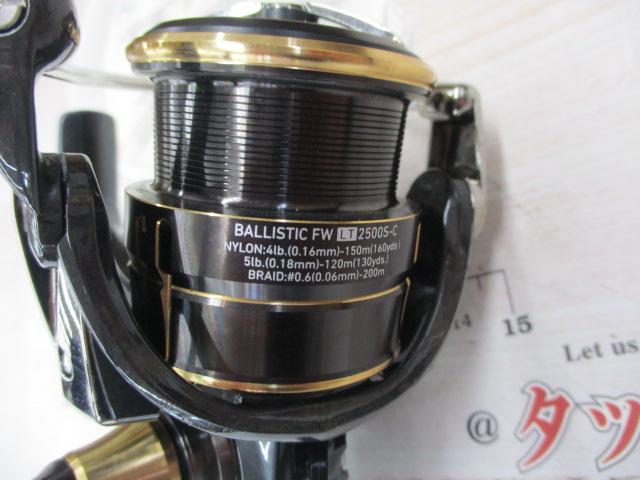 BALLISTIC FW LT 2500S-C
NYLON:4lb.(0.16mm)-150m(160yds.)
5lb.(0.18mm)-120m(130yds.)
BRAID:#0.6(0.06mm)-200m
14 15
Let us
@タッ